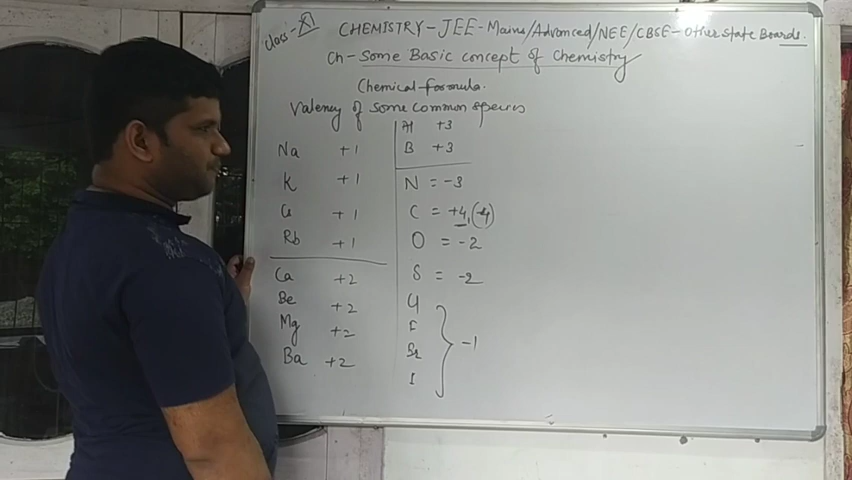 Class-XI
CHEMISTRY-JEE-Mains/Advanced/NEE/CBSE-Other State Boards.
Ch-Some Basic concept of Chemistry
Chemical formula.
Valency of some common species
Na +1
K +1
Cs +1
Rb +1
Ca +2
Be +2
Mg +2
Ba +2
Al +3
B +3
N = -3
C = +4, (-4)
O = -2
S = -2
Cl
F
Br
I
} -1